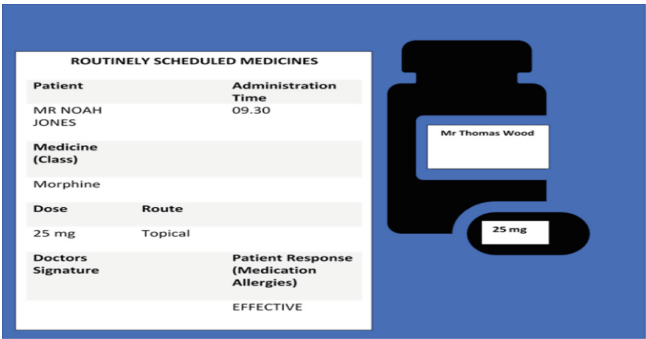 ROUTINELY SCHEDULED MEDICINES
Patient Administration
Time
MR NOAH 09.30
JONES
Medicine
(Class)
Morphine
Dose Route
25 mg Topical
Doctors Patient Response
Signature (Medication
Allergies)
EFFECTIVE
Mr Thomas Wood
25 mg